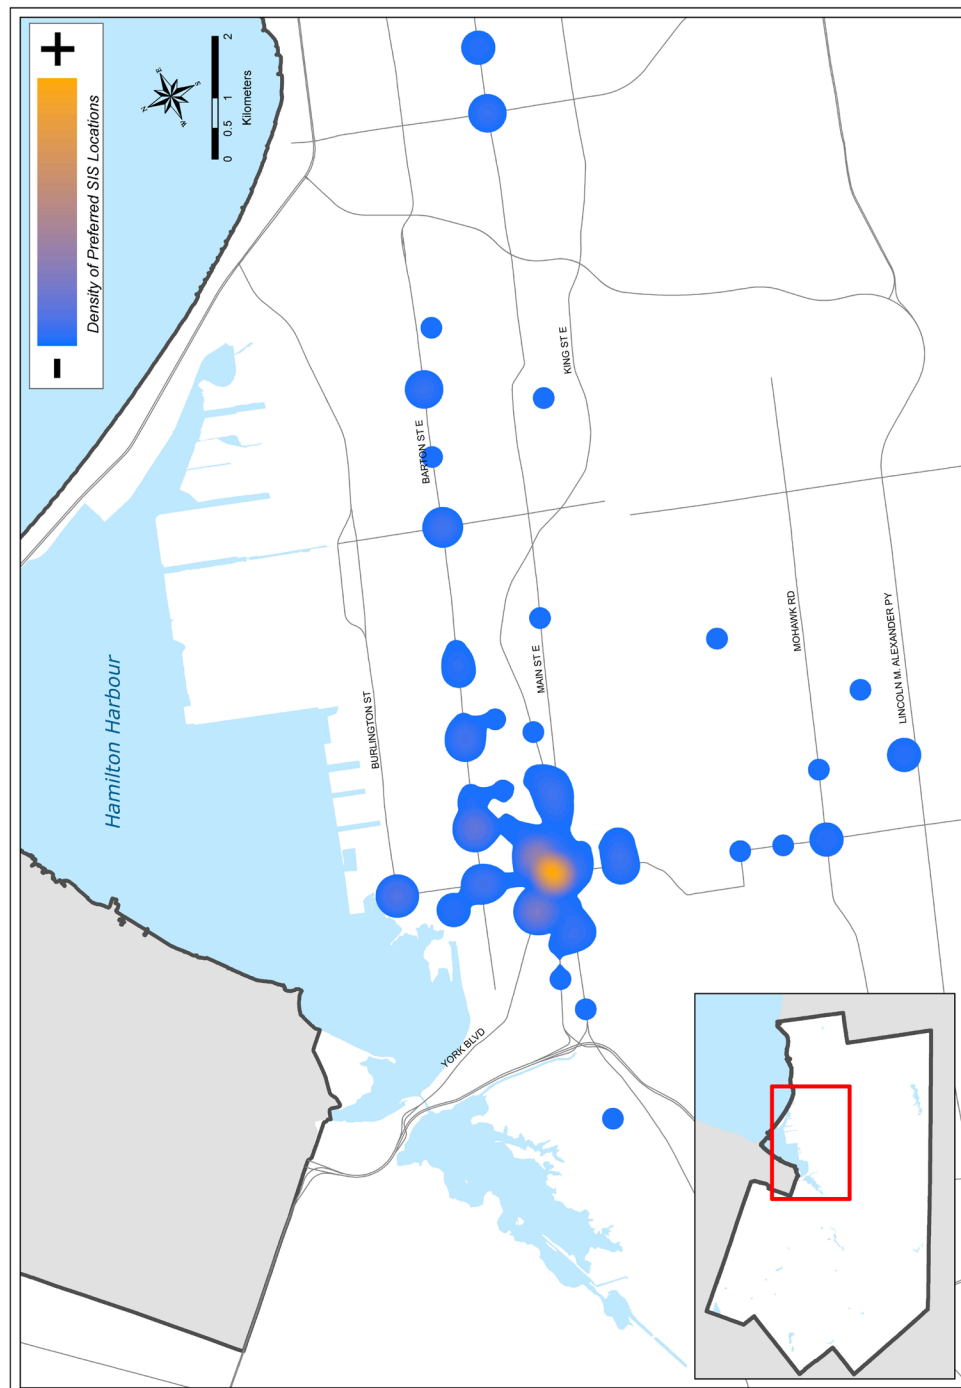 +
-
Density of Preferred SIS Locations
N
E
S
W
0 0.5 1 2
Kilometers
Hamilton Harbour
BURLINGTON ST
BARTON ST E
MAIN ST E
KING ST E
YORK BLVD
MOHAWK RD
LINCOLN M. ALEXANDER PY